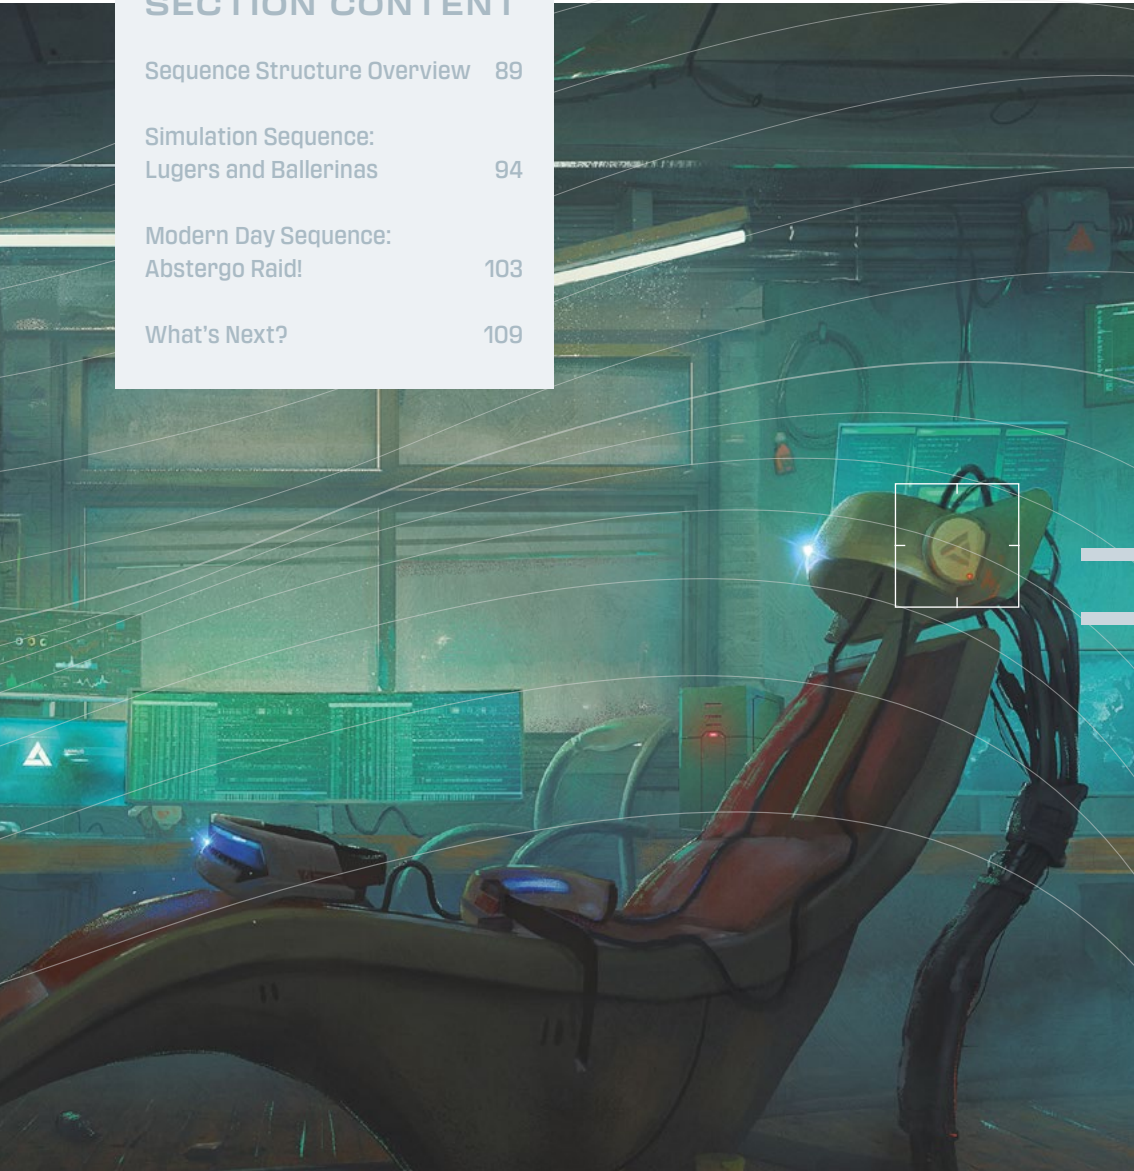 SECTION CONTENT
Sequence Structure Overview 89
Simulation Sequence:
Lugers and Ballerinas 94
Modern Day Sequence:
Abstergo Raid! 103
What's Next? 109